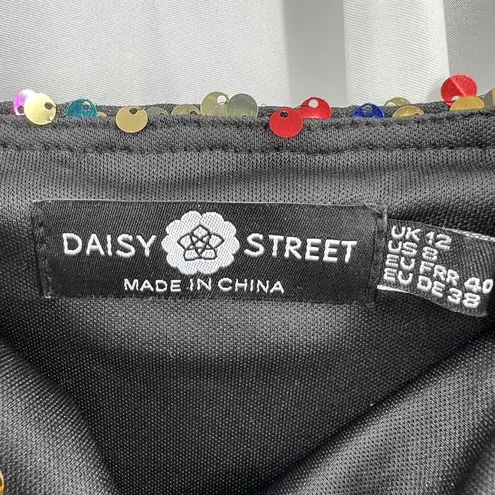 DAISY STREET
MADE IN CHINA
UK 12
US 8
EU FRR 40
EU DE 38